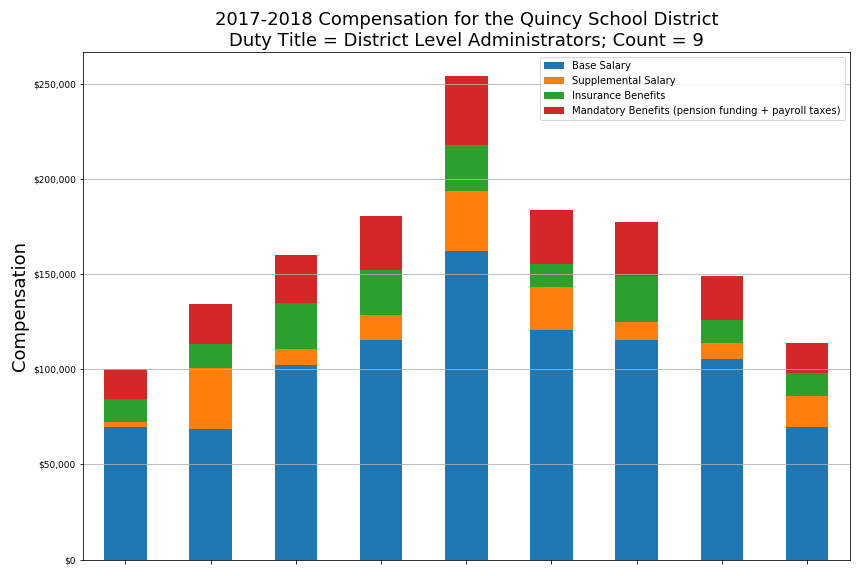 2017-2018 Compensation for the Quincy School District
Duty Title = District Level Administrators; Count = 9
Base Salary
Supplemental Salary
Insurance Benefits
Mandatory Benefits (pension funding + payroll taxes)
Compensation
$250,000
$200,000
$150,000
$100,000
$50,000
$0